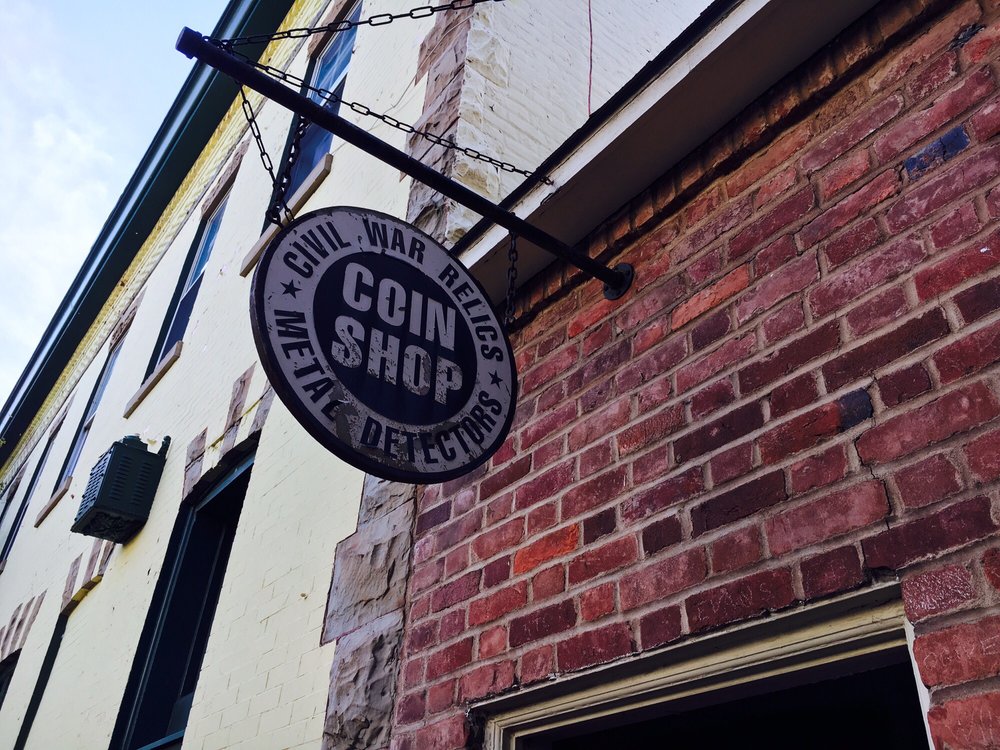 CIVIL WAR RELICS
COIN
SHOP
METAL DETECTORS